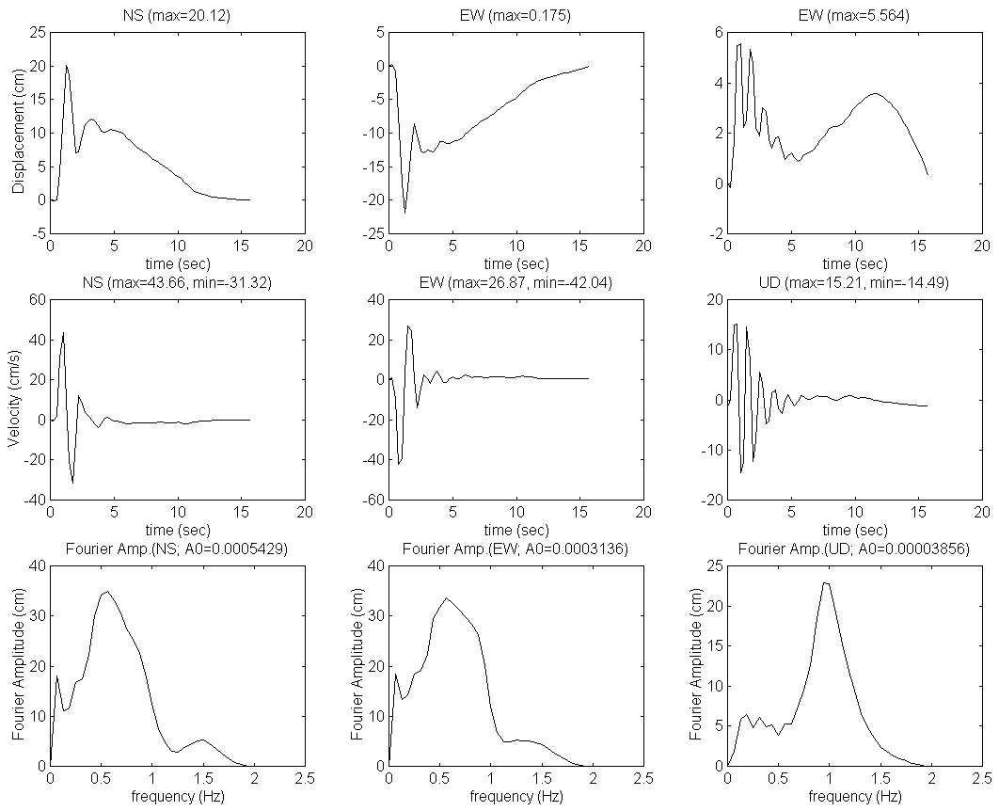 NS (max=20.12) EW (max=0.175) EW (max=5.564)
25 5 6
20 0
15 -5 4
10 -10 2
5 -15
0 -20 0
-5 -25 -2
Displacement (cm)
0 5 10 15 20 0 5 10 15 20 0 5 10 15 20
time (sec) time (sec) time (sec)
NS (max=43.66, min=-31.32) EW (max=26.87, min=-42.04) UD (max=15.21, min=-14.49)
60 40 20
40 20 10
20 0
0 -20 0
-20 -40 -10
-40 -60 -20
Velocity (cm/s)
0 5 10 15 20 0 5 10 15 20 0 5 10 15 20
time (sec) time (sec) time (sec)
Fourier Amp.(NS; A0=0.0005429) Fourier Amp.(EW; A0=0.0003136) Fourier Amp.(UD; A0=0.00003856)
40 40 25
30 30 20
20 20 15
10 10 10
0 0 5
0
Fourier Amplitude (cm) Fourier Amplitude (cm) Fourier Amplitude (cm)
0 0.5 1 1.5 2 2.5 0 0.5 1 1.5 2 2.5 0 0.5 1 1.5 2 2.5
frequency (Hz) frequency (Hz) frequency (Hz)